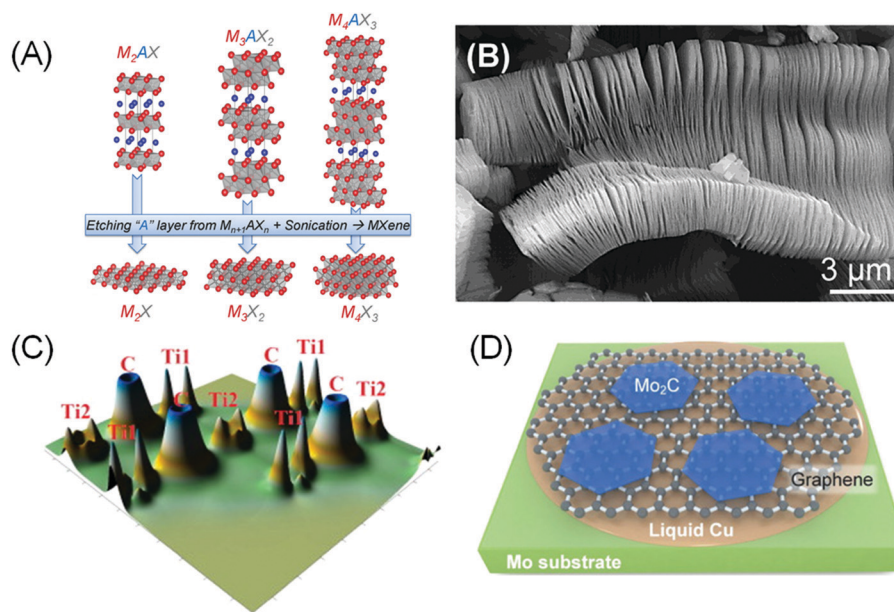 (A)
M₂AX
M₃AX₂
M₄AX₃
Etching "A" layer from Mₙ₊₁AXₙ + Sonication → MXene
M₂X
M₃X₂
M₄X₃
(B)
3 µm
(C)
C
Ti1
C
Ti1
Ti2
C
Ti2
Ti1
C
Ti2
Ti1
(D)
Mo₂C
Graphene
Liquid Cu
Mo substrate